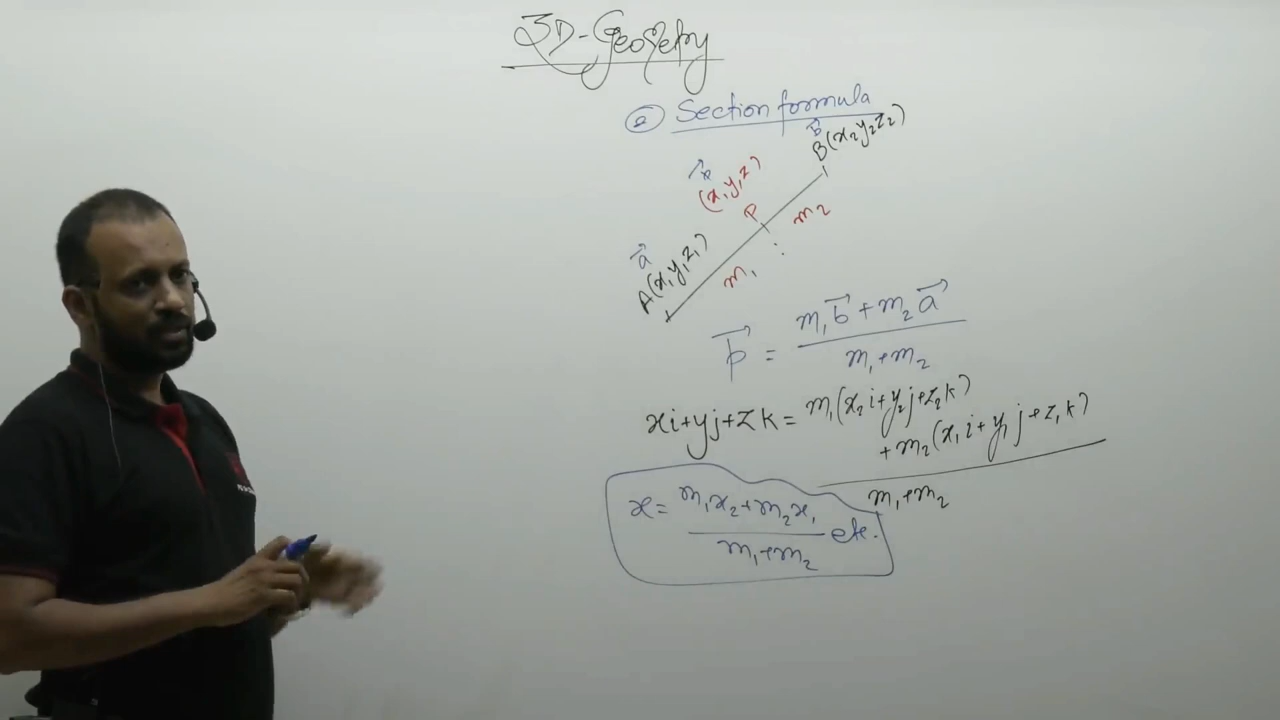 3D-Geometry
② Section formula
b⃗
B(x₂y₂z₂)
x⃗
(x,y,z)
P
m₂
a⃗
A(x₁y₁z₁)
:
m₁
p⃗ = (m₁b⃗ + m₂a⃗)/(m₁+m₂)
xi+yj+zk = m₁(x₂i+y₂j+z₂k)
+m₂(x₁i+y₁j+z₁k)
m₁+m₂
x = (m₁x₂+m₂x₁)/(m₁+m₂) etc.